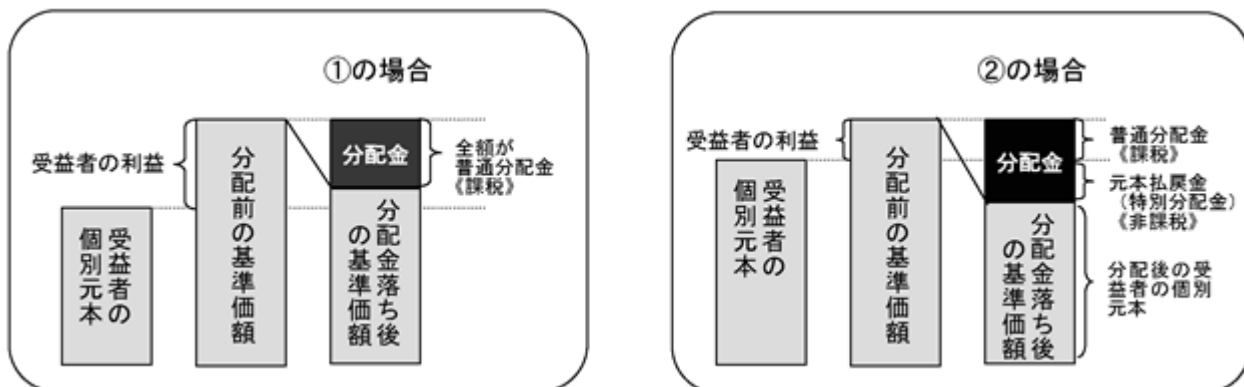 ①の場合
受益者の利益
受益者の
個別元本
分配前の基準価額
分配金
分配金落ち後
の基準価額
全額が
普通分配金
《課税》
②の場合
受益者の利益
受益者の
個別元本
分配前の基準価額
分配金
分配金落ち後
の基準価額
普通分配金
《課税》
元本払戻金
（特別分配金）
《非課税》
分配後の受
益者の個別
元本